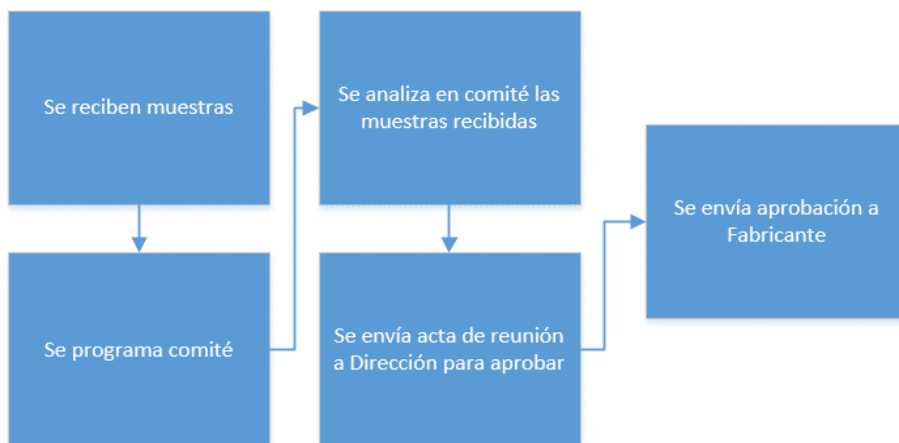 Se reciben muestras
Se programa comité
Se analiza en comité las
muestras recibidas
Se envía acta de reunión
a Dirección para aprobar
Se envía aprobación a
Fabricante